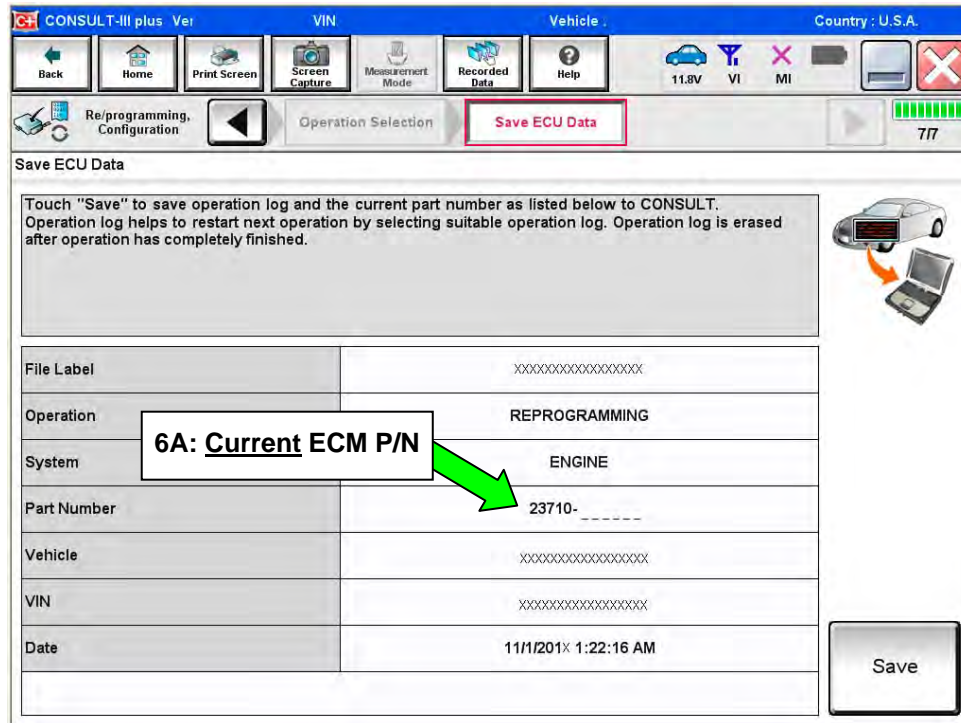 C+ CONSULT-III plus Ver VIN Vehicle : Country : U.S.A.
Back Home Print Screen Screen Capture Measurement Mode Recorded Data Help 11.8V VI MI
Re/programming, Configuration Operation Selection Save ECU Data 7/7
Save ECU Data
Touch "Save" to save operation log and the current part number as listed below to CONSULT.
Operation log helps to restart next operation by selecting suitable operation log. Operation log is erased
after operation has completely finished.
File Label XXXXXXXXXXXXXXXXX
Operation REPROGRAMMING
6A: Current ECM P/N
System ENGINE
Part Number 23710-_ _ _ _ _ _
Vehicle XXXXXXXXXXXXXXXXX
VIN XXXXXXXXXXXXXXXXX
Date 11/1/201X 1:22:16 AM
Save